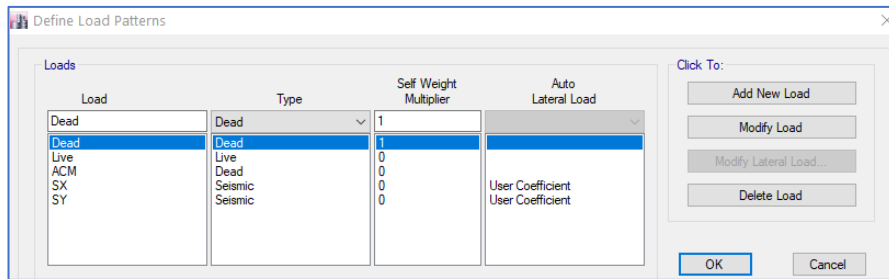 Define Load Patterns
Loads
Click To:
Load Type Self Weight Multiplier Auto Lateral Load
Dead Dead 1
Dead Dead 1
Live Live 0
ACM Dead 0
SX Seismic 0 User Coefficient
SY Seismic 0 User Coefficient
Add New Load
Modify Load
Modify Lateral Load...
Delete Load
OK Cancel